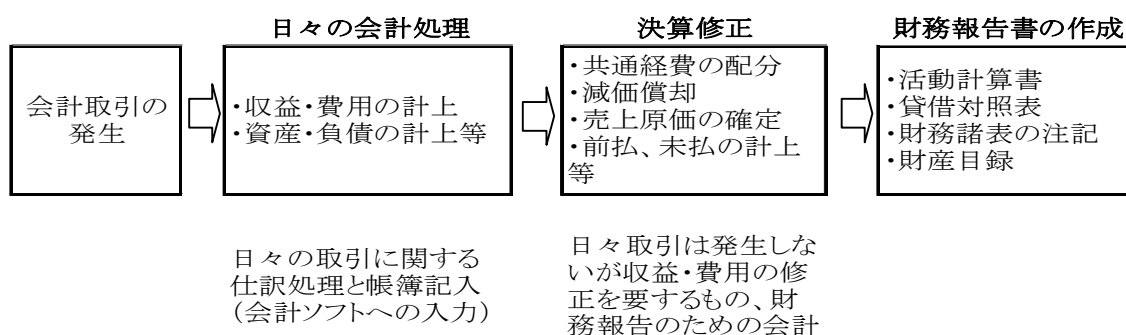 日々の会計処理
決算修正
財務報告書の作成
会計取引の
発生
・収益・費用の計上
・資産・負債の計上等
・共通経費の配分
・減価償却
・売上原価の確定
・前払、未払の計上
等
・活動計算書
・貸借対照表
・財務諸表の注記
・財産目録
日々の取引に関する
仕訳処理と帳簿記入
（会計ソフトへの入力）
日々取引は発生しな
いが収益・費用の修
正を要するもの、財
務報告のための会計